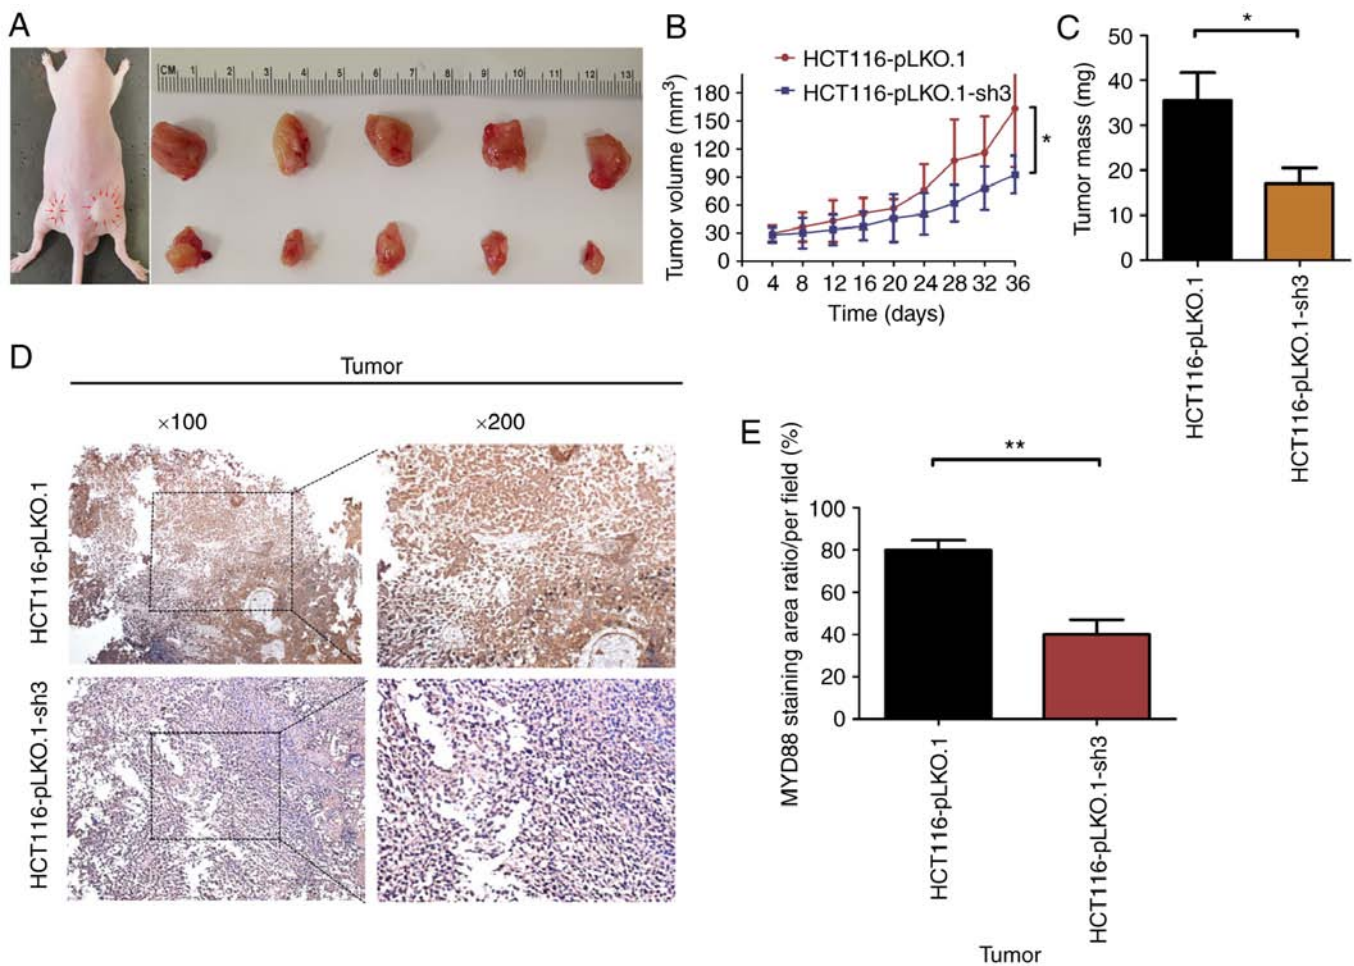 A
CM 1 2 3 4 5 6 7 8 9 10 11 12 13
B
HCT116-pLKO.1
HCT116-pLKO.1-sh3
Tumor volume (mm3)
180
150
120
90
60
30
0
0 4 8 12 16 20 24 28 32 36
Time (days)
*
C
*
Tumor mass (mg)
50
40
30
20
10
0
HCT116-pLKO.1
HCT116-pLKO.1-sh3
D
Tumor
×100 ×200
HCT116-pLKO.1
HCT116-pLKO.1-sh3
E
**
MYD88 staining area ratio/per field (%)
100
80
60
40
20
0
HCT116-pLKO.1
HCT116-pLKO.1-sh3
Tumor